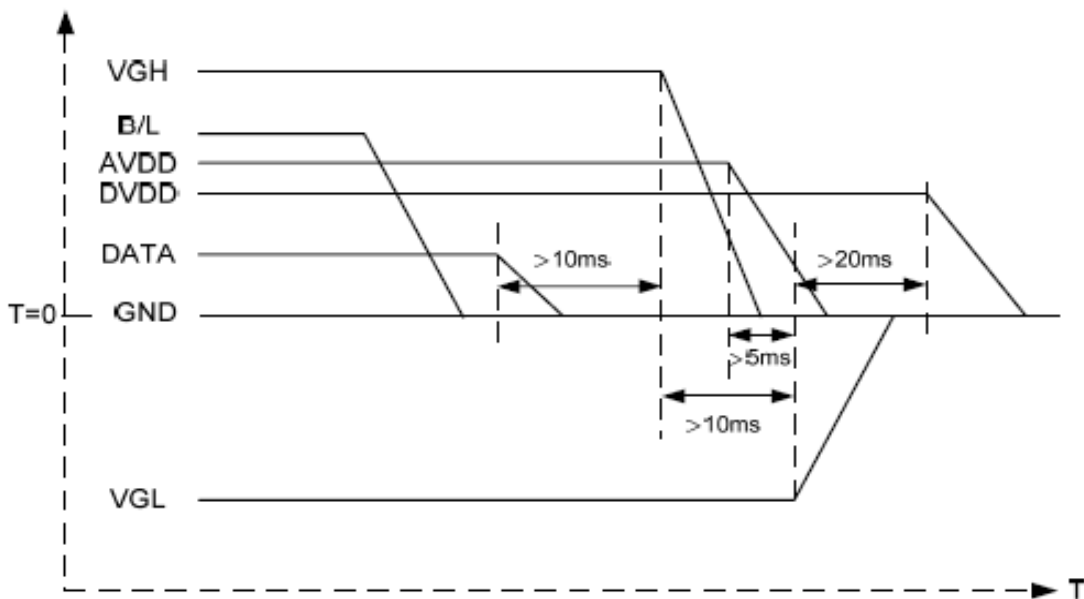 VGH
B/L
AVDD
DVDD
DATA
>10ms
>20ms
T=0
GND
>5ms
>10ms
VGL
T